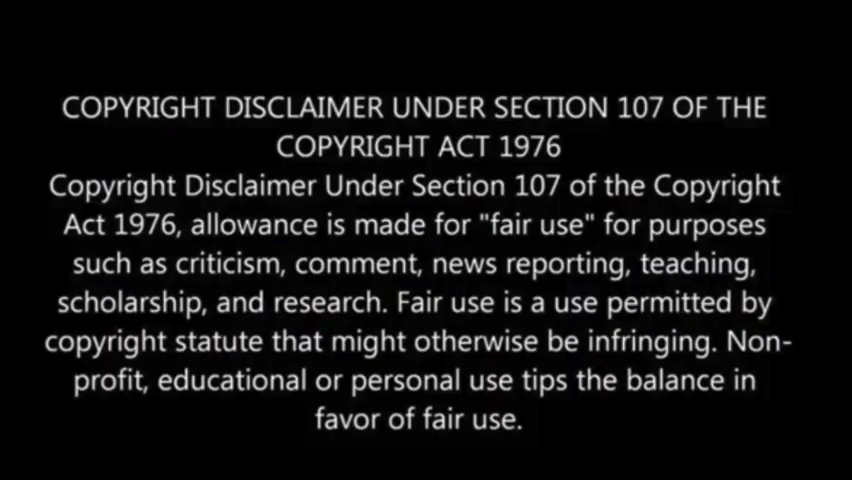 COPYRIGHT DISCLAIMER UNDER SECTION 107 OF THE
COPYRIGHT ACT 1976
Copyright Disclaimer Under Section 107 of the Copyright
Act 1976, allowance is made for "fair use" for purposes
such as criticism, comment, news reporting, teaching,
scholarship, and research. Fair use is a use permitted by
copyright statute that might otherwise be infringing. Non-
profit, educational or personal use tips the balance in
favor of fair use.